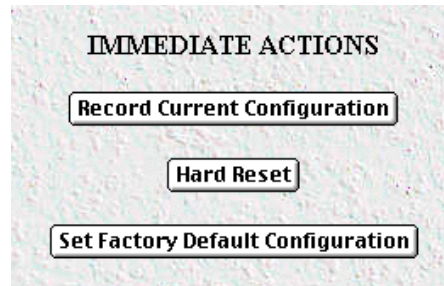 IMMEDIATE ACTIONS
Record Current Configuration
Hard Reset
Set Factory Default Configuration